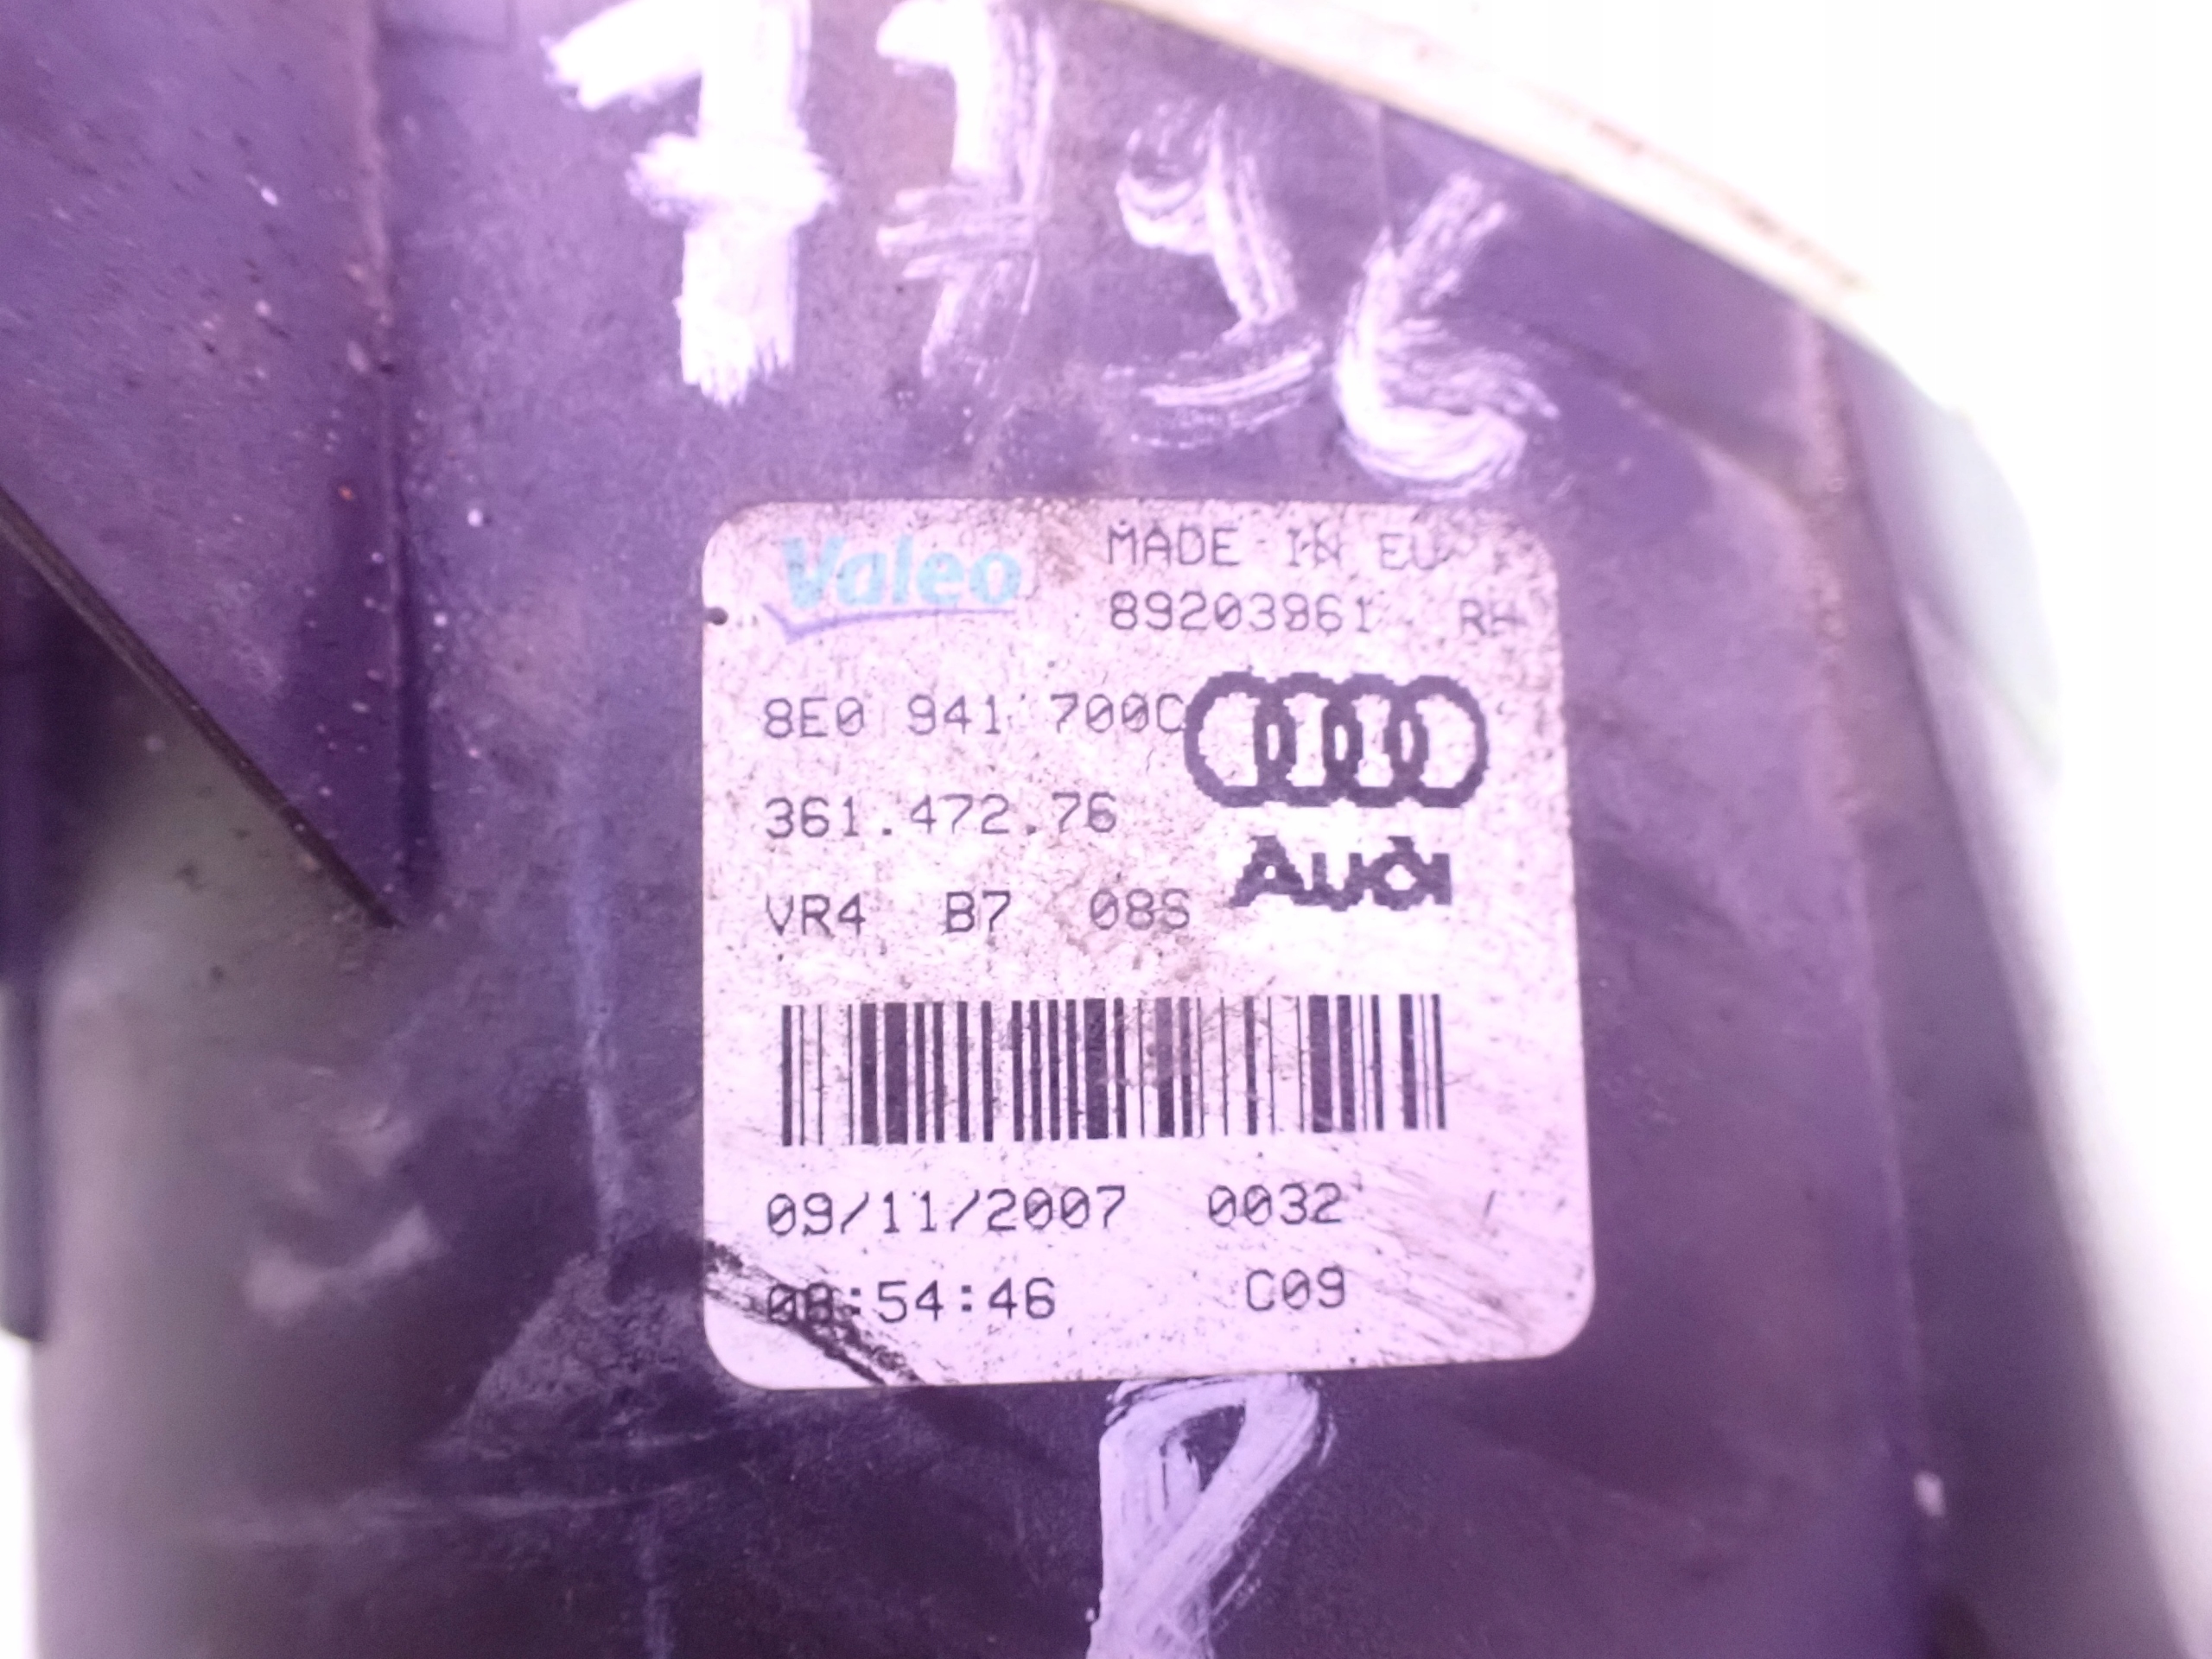 7796
Valeo
MADE IN EU
89203961 RH
8E0 941 700C
361.472.76
Audi
VR4 B7 08S
09/11/2007 0032
08:54:46 C09
R